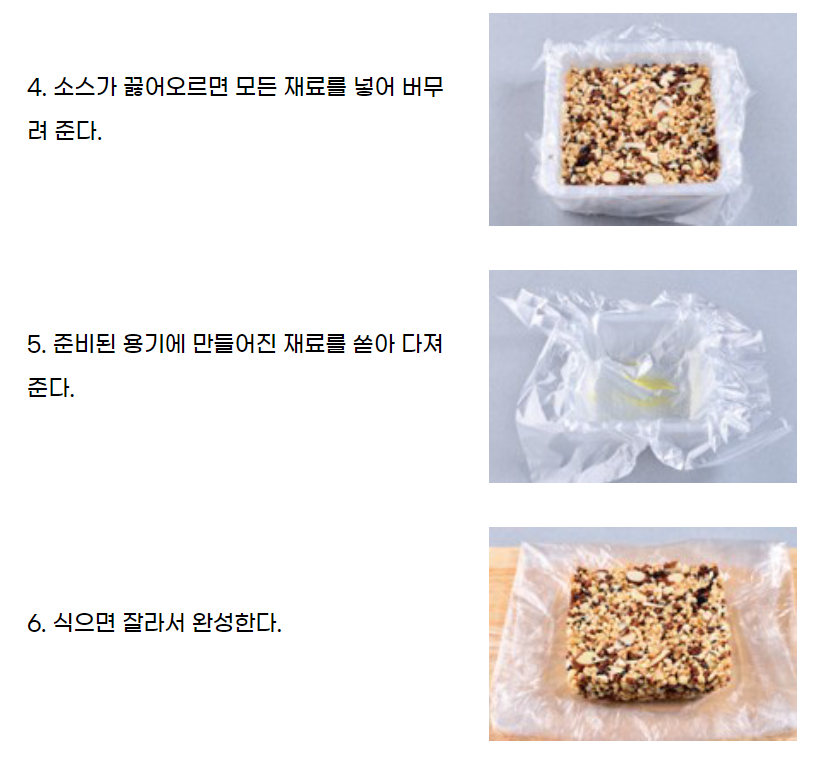 4. 소스가 끓어오르면 모든 재료를 넣어 버무
려 준다.
5. 준비된 용기에 만들어진 재료를 쏟아 다져
준다.
6. 식으면 잘라서 완성한다.